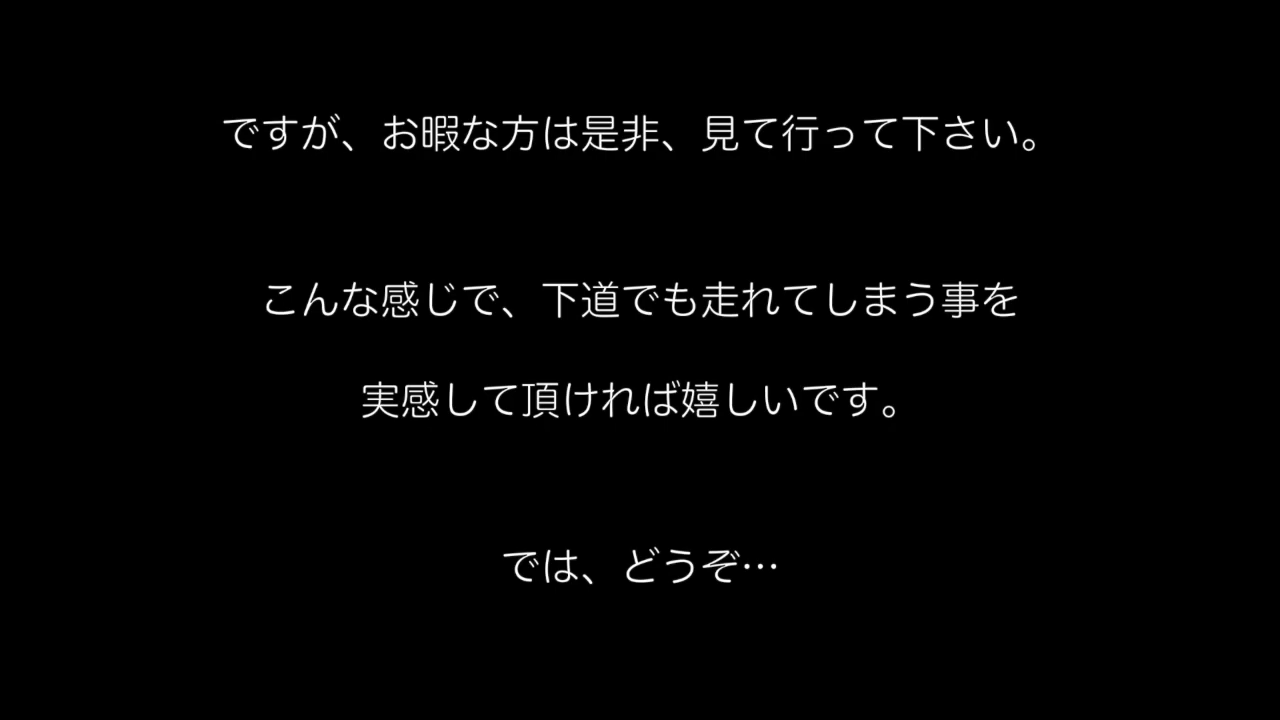 ですが、お暇な方は是非、見て行って下さい。
こんな感じで、下道でも走れてしまう事を
実感して頂ければ嬉しいです。
では、どうぞ…